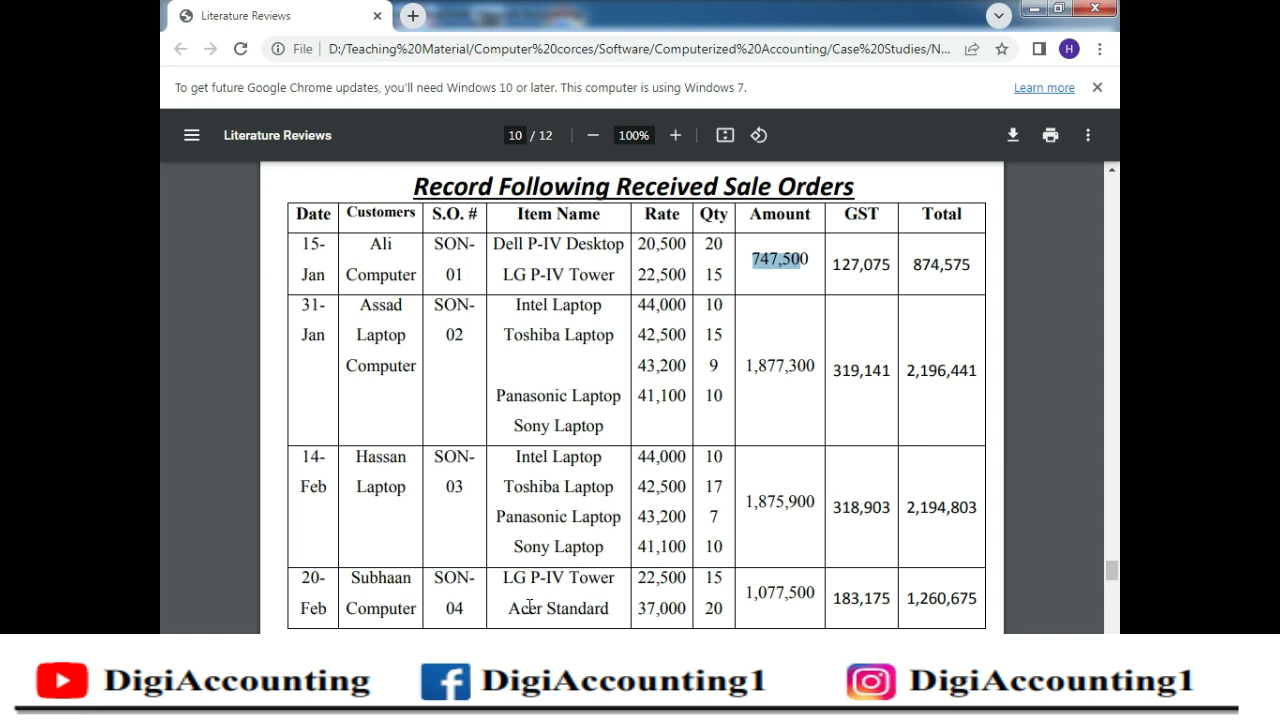 Literature Reviews
File D:/Teaching%20Material/Computer%20corces/Software/Computerized%20Accounting/Case%20Studies/N... H
To get future Google Chrome updates, you'll need Windows 10 or later. This computer is using Windows 7. Learn more
Literature Reviews 10 / 12 100%
Record Following Received Sale Orders
Date Customers S.O. # Item Name Rate Qty Amount GST Total
15- Ali SON- Dell P-IV Desktop 20,500 20 747,500 127,075 874,575
Jan Computer 01 LG P-IV Tower 22,500 15
31- Assad SON- Intel Laptop 44,000 10
Jan Laptop 02 Toshiba Laptop 42,500 15
Computer 43,200 9 1,877,300 319,141 2,196,441
Panasonic Laptop 41,100 10
Sony Laptop
14- Hassan SON- Intel Laptop 44,000 10
Feb Laptop 03 Toshiba Laptop 42,500 17 1,875,900 318,903 2,194,803
Panasonic Laptop 43,200 7
Sony Laptop 41,100 10
20- Subhaan SON- LG P-IV Tower 22,500 15 1,077,500 183,175 1,260,675
Feb Computer 04 Acer Standard 37,000 20
DigiAccounting DigiAccounting1 DigiAccounting1